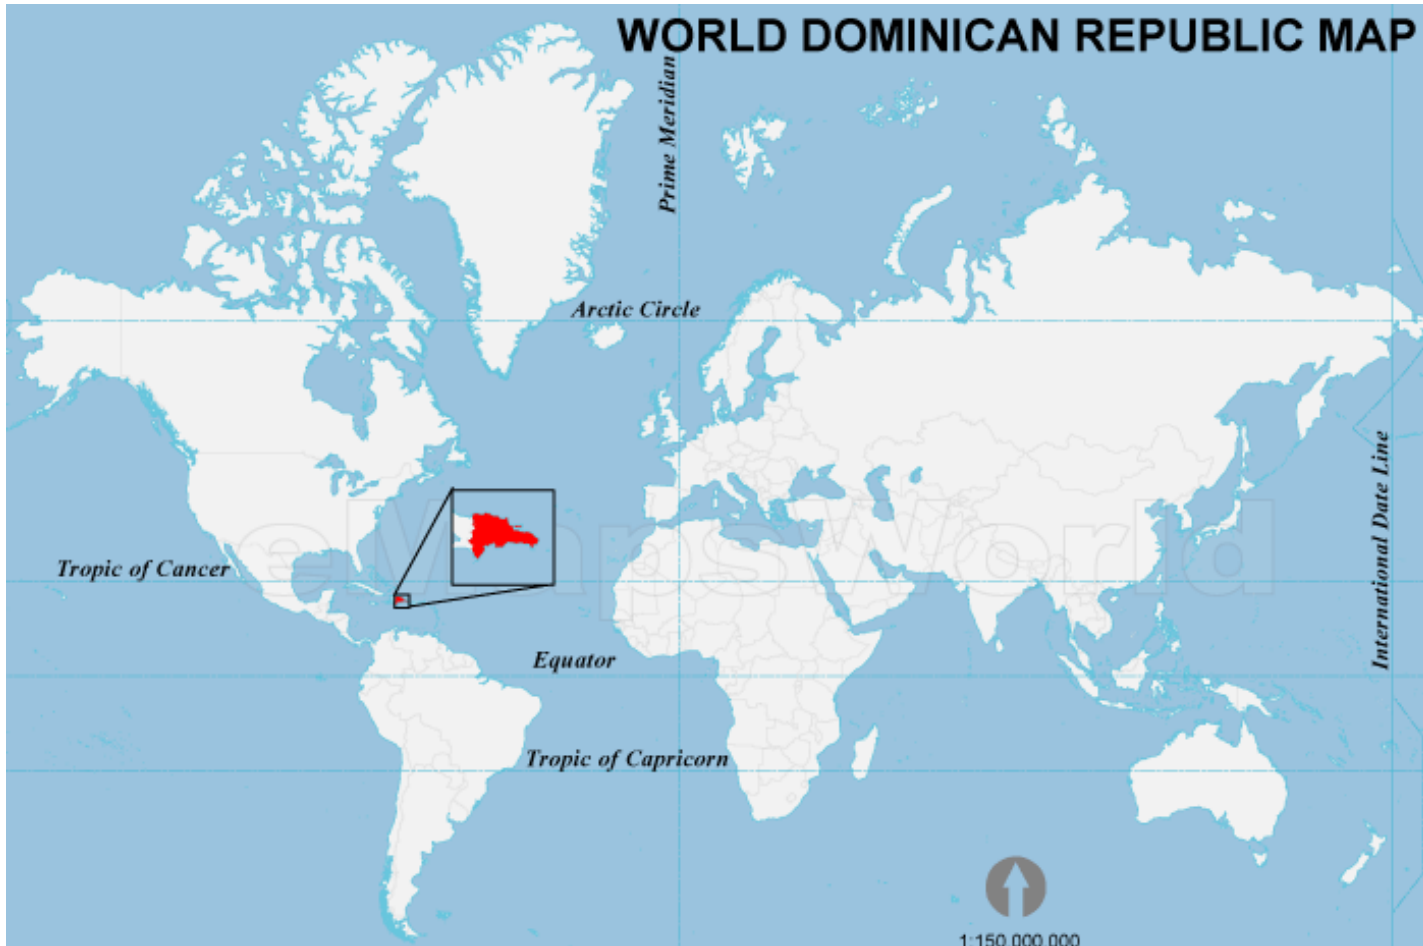 WORLD DOMINICAN REPUBLIC MAP
Prime Meridian
Arctic Circle
International Date Line
eMapsWorld
Tropic of Cancer
Equator
Tropic of Capricorn
1:150,000,000